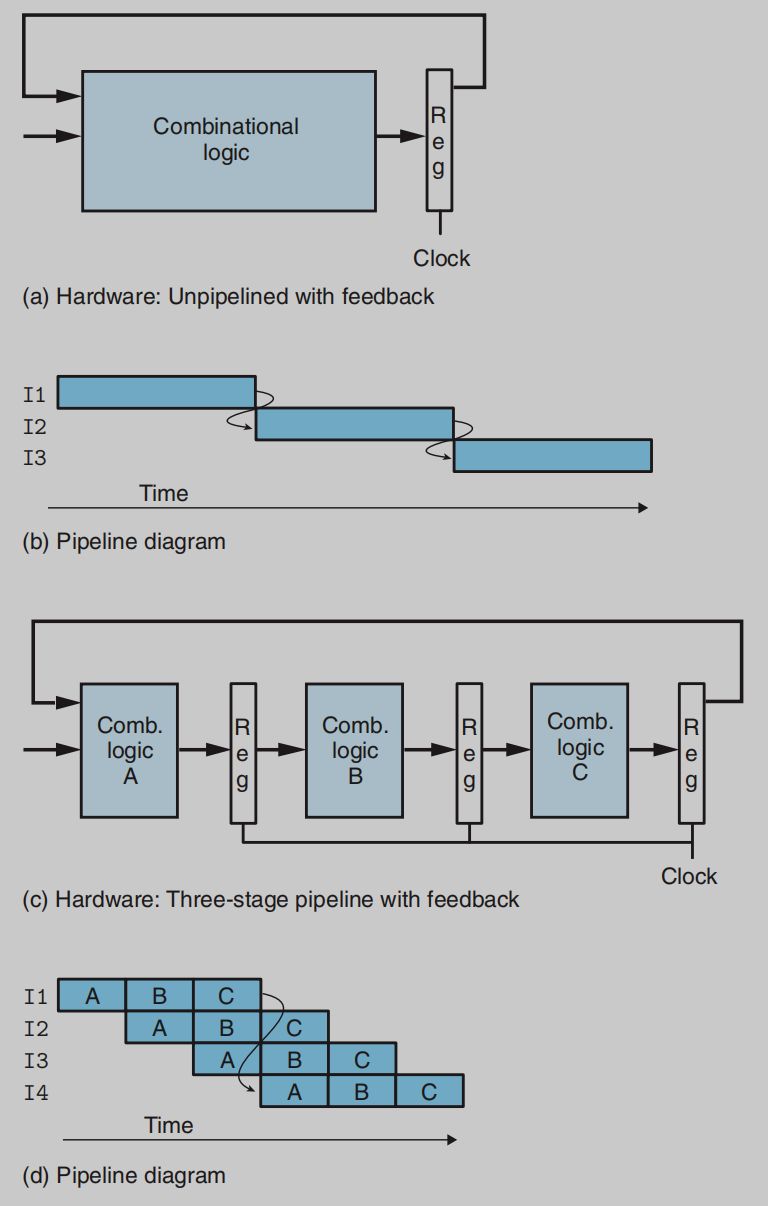 Combinational
logic
R
e
g
Clock
(a) Hardware: Unpipelined with feedback
I1
I2
I3
Time
(b) Pipeline diagram
Comb.
logic
A
R
e
g
Comb.
logic
B
R
e
g
Comb.
logic
C
R
e
g
Clock
(c) Hardware: Three-stage pipeline with feedback
I1 A B C
I2 A B C
I3 A B C
I4 A B C
Time
(d) Pipeline diagram